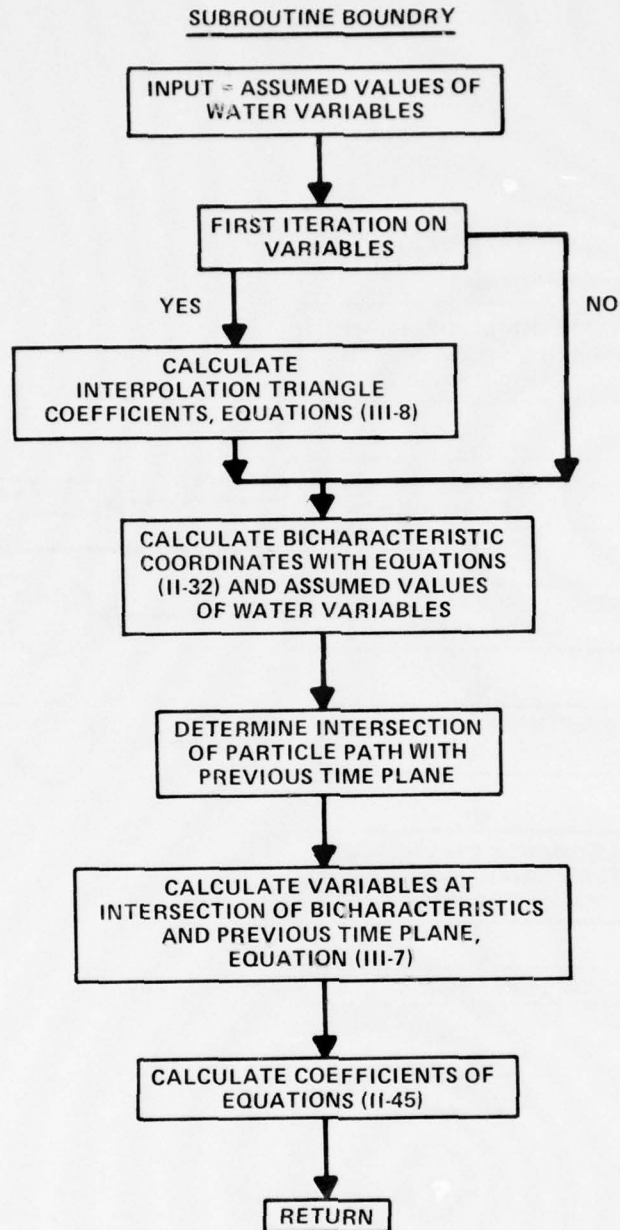 SUBROUTINE BOUNDRY
INPUT = ASSUMED VALUES OF
WATER VARIABLES
FIRST ITERATION ON
VARIABLES
YES
NO
CALCULATE
INTERPOLATION TRIANGLE
COEFFICIENTS, EQUATIONS (III-8)
CALCULATE BICHARACTERISTIC
COORDINATES WITH EQUATIONS
(II-32) AND ASSUMED VALUES
OF WATER VARIABLES
DETERMINE INTERSECTION
OF PARTICLE PATH WITH
PREVIOUS TIME PLANE
CALCULATE VARIABLES AT
INTERSECTION OF BICHARACTERISTICS
AND PREVIOUS TIME PLANE,
EQUATION (III-7)
CALCULATE COEFFICIENTS OF
EQUATIONS (II-45)
RETURN